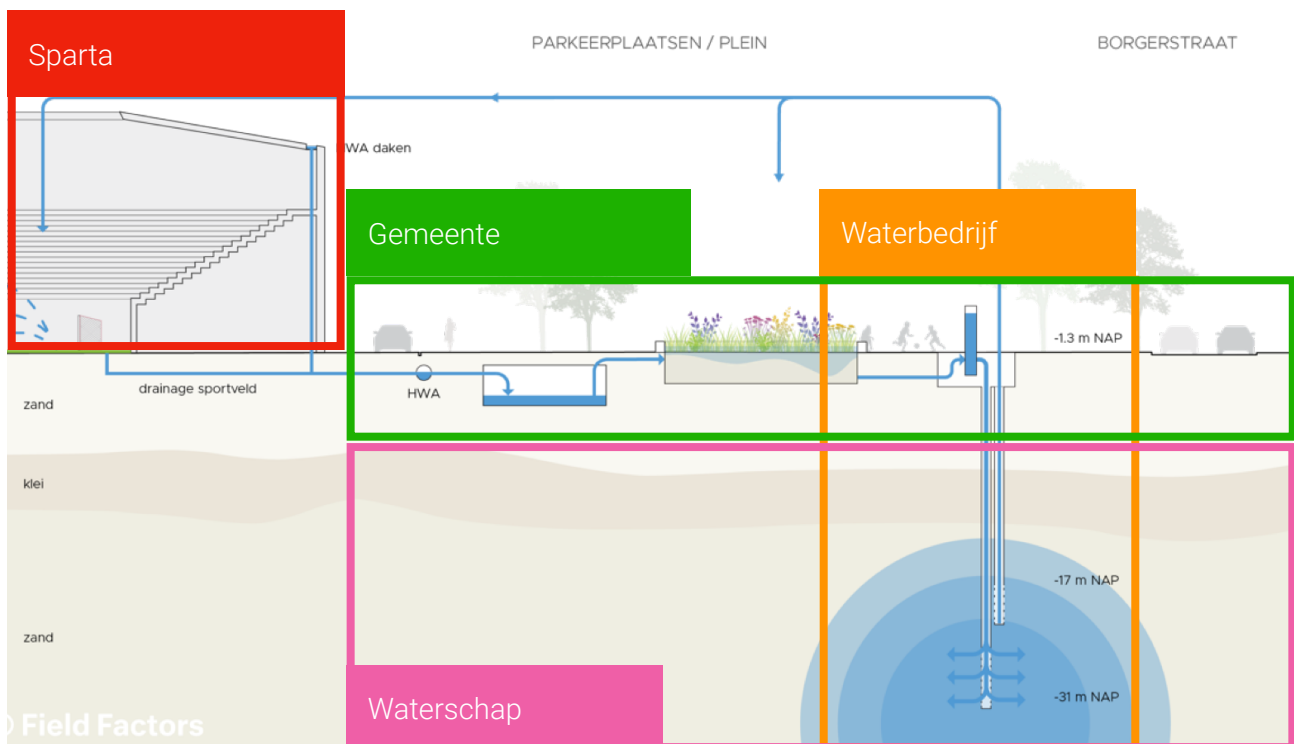 Sparta
PARKEERPLAATSEN / PLEIN
BORGERSTRAAT
HWA daken
Gemeente
Waterbedrijf
-1.3 m NAP
drainage sportveld
HWA
zand
klei
-17 m NAP
zand
-31 m NAP
Waterschap
Field Factors